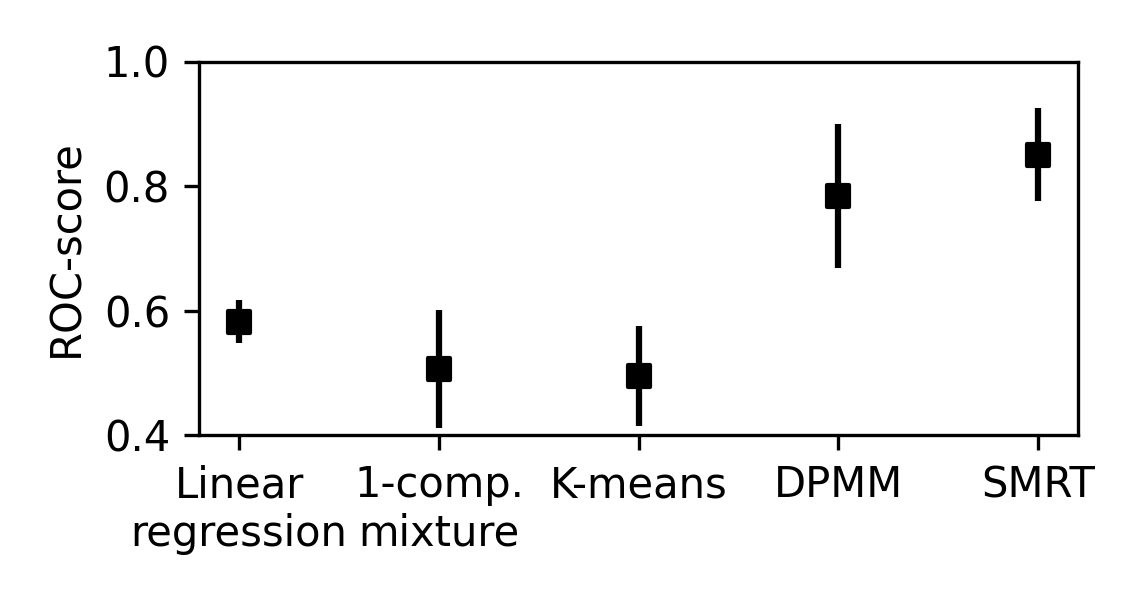 1.0
0.8
0.6
0.4
ROC-score
Linear
regression
1-comp.
mixture
K-means
DPMM
SMRT